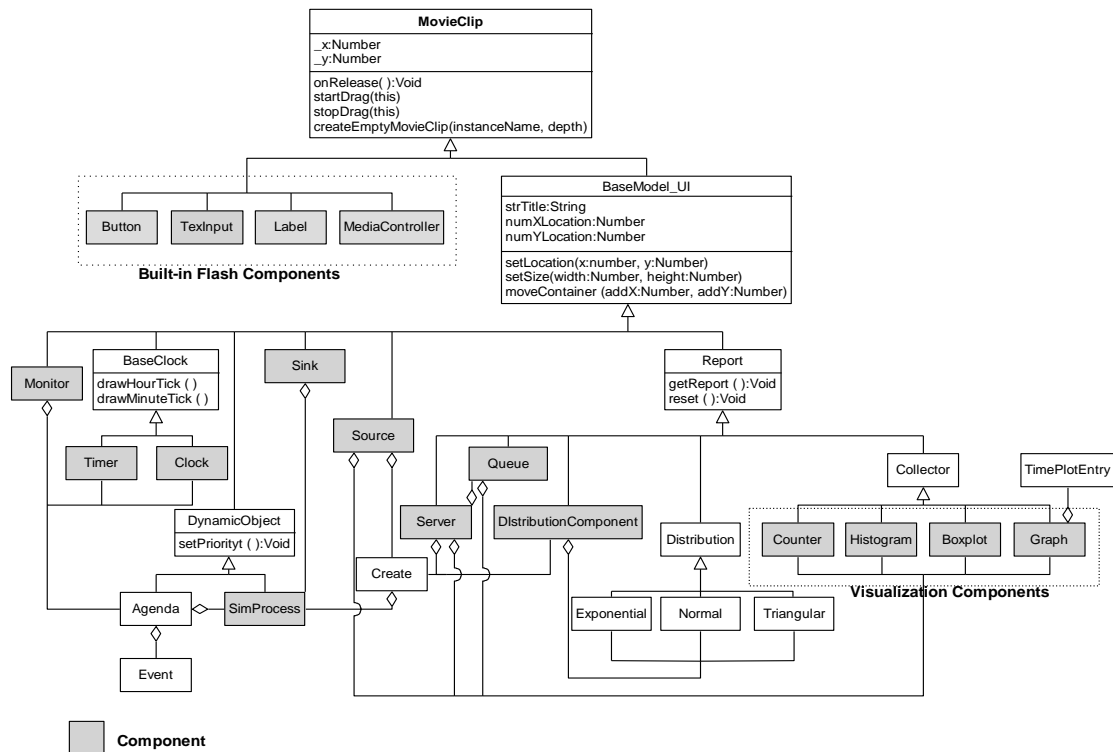 MovieClip
_x:Number
_y:Number
onRelease( ):Void
startDrag(this)
stopDrag(this)
createEmptyMovieClip(instanceName, depth)
BaseModel_UI
strTitle:String
numXLocation:Number
numYLocation:Number
setLocation(x:number, y:Number)
setSize(width:Number, height:Number)
moveContainer (addX:Number, addY:Number)
Button
TexInput
Label
MediaController
Built-in Flash Components
Monitor
BaseClock
drawHourTick ( )
drawMinuteTick ( )
Sink
Report
getReport ( ):Void
reset ( ):Void
Timer
Clock
Source
Queue
Collector
TimePlotEntry
DynamicObject
setPriorityt ( ):Void
Server
DIstributionComponent
Distribution
Counter
Histogram
Boxplot
Graph
Visualization Components
Create
Agenda
SimProcess
Exponential
Normal
Triangular
Event
Component